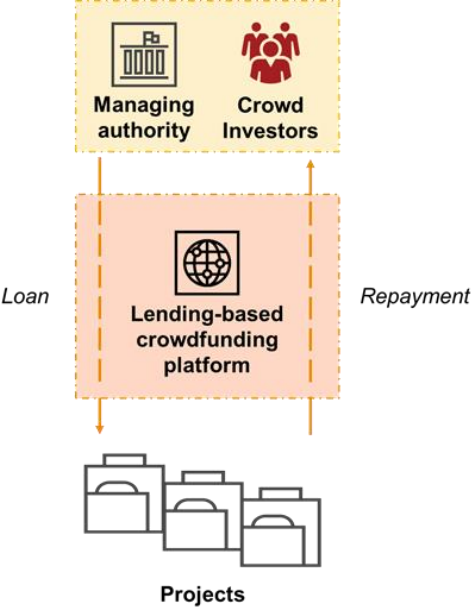 Managing
authority
Crowd
Investors
Loan
Lending-based
crowdfunding
platform
Repayment
Projects